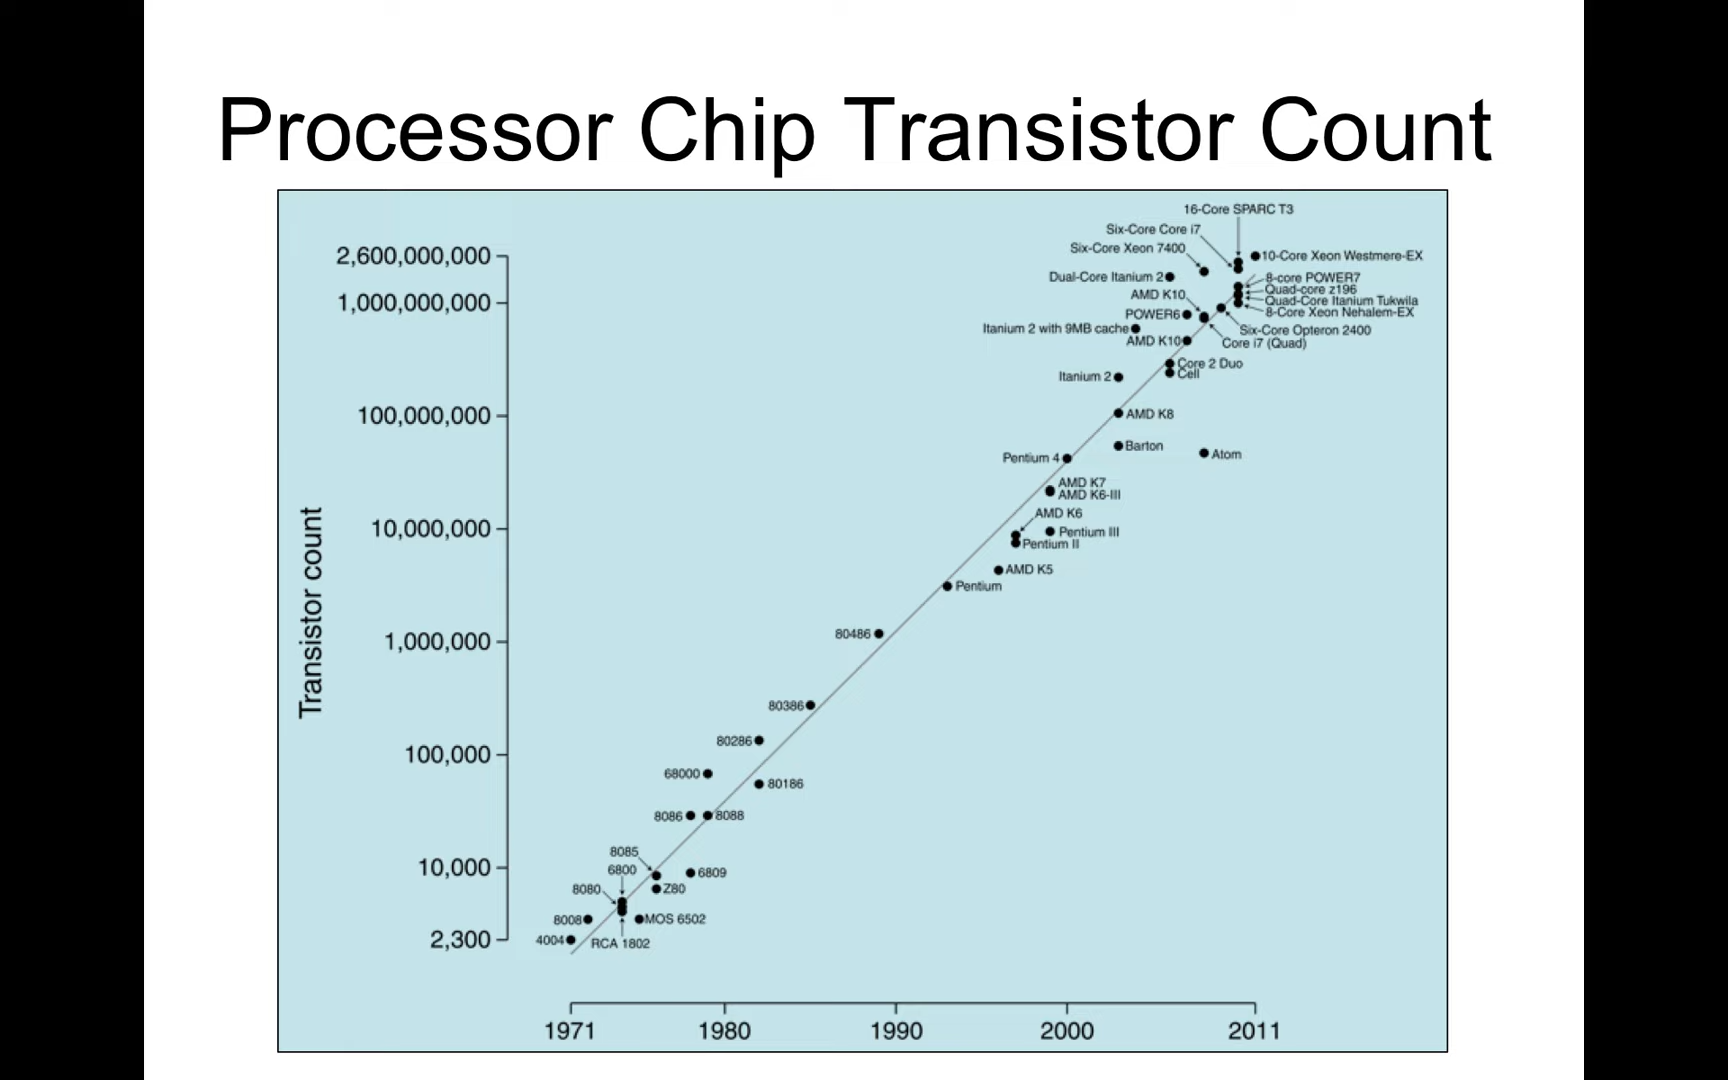 Processor Chip Transistor Count
16-Core SPARC T3
Six-Core Core i7
Six-Core Xeon 7400
2,600,000,000
10-Core Xeon Westmere-EX
Dual-Core Itanium 2
8-core POWER7
Quad-core z196
AMD K10
1,000,000,000
Quad-Core Itanium Tukwila
POWER6
8-Core Xeon Nehalem-EX
Itanium 2 with 9MB cache
Six-Core Opteron 2400
AMD K10
Core i7 (Quad)
Core 2 Duo
Cell
Itanium 2
100,000,000
AMD K8
Barton
Pentium 4
Atom
AMD K7
AMD K6-III
AMD K6
10,000,000
Pentium III
Pentium II
AMD K5
Pentium
Transistor count
80486
1,000,000
80386
80286
100,000
68000
80186
8086
8088
8085
10,000
6800
6809
8080
Z80
8008
MOS 6502
2,300
4004
RCA 1802
1971
1980
1990
2000
2011